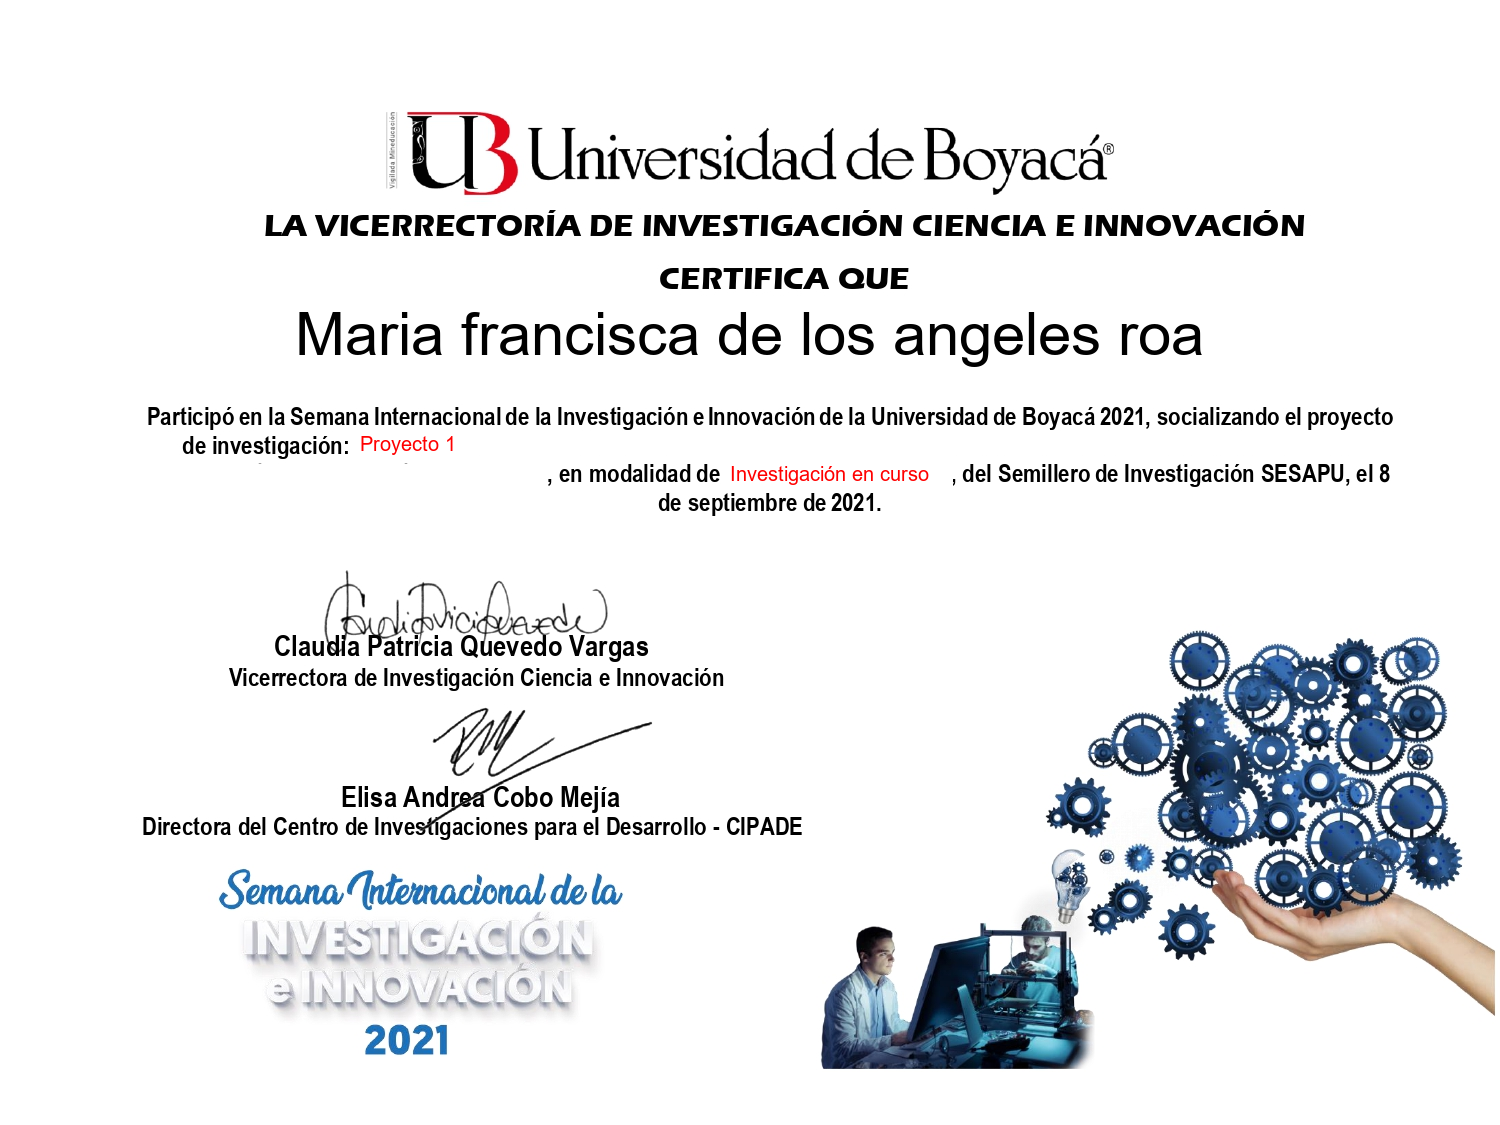 Vigilada Mineducación
UB Universidad de Boyacá®
LA VICERRECTORÍA DE INVESTIGACIÓN CIENCIA E INNOVACIÓN
CERTIFICA QUE
Maria francisca de los angeles roa
Participó en la Semana Internacional de la Investigación e Innovación de la Universidad de Boyacá 2021, socializando el proyecto
de investigación: Proyecto 1
, en modalidad de Investigación en curso , del Semillero de Investigación SESAPU, el 8
de septiembre de 2021.
Claudia Patricia Quevedo Vargas
Vicerrectora de Investigación Ciencia e Innovación
Elisa Andrea Cobo Mejía
Directora del Centro de Investigaciones para el Desarrollo - CIPADE
Semana Internacional de la
INVESTIGACIÓN
e INNOVACIÓN
2021